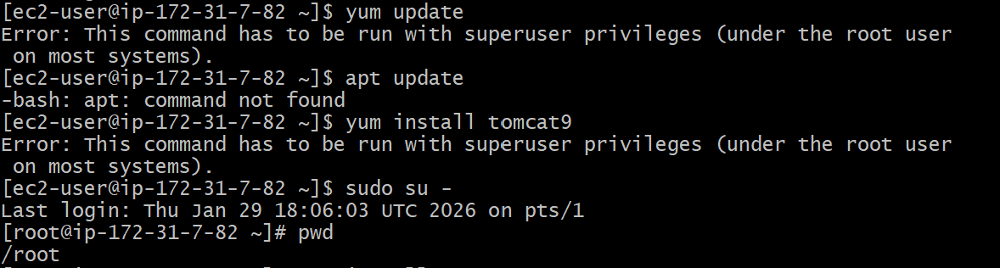 [ec2-user@ip-172-31-7-82 ~]$ yum update
Error: This command has to be run with superuser privileges (under the root user
 on most systems).
[ec2-user@ip-172-31-7-82 ~]$ apt update
-bash: apt: command not found
[ec2-user@ip-172-31-7-82 ~]$ yum install tomcat9
Error: This command has to be run with superuser privileges (under the root user
 on most systems).
[ec2-user@ip-172-31-7-82 ~]$ sudo su -
Last login: Thu Jan 29 18:06:03 UTC 2026 on pts/1
[root@ip-172-31-7-82 ~]# pwd
/root